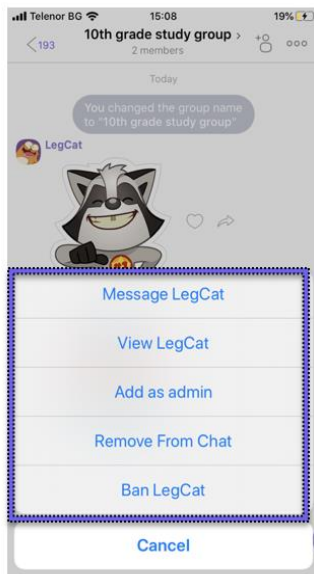 Telenor BG 15:08 19%
193 10th grade study group >
2 members
Today
You changed the group name
to "10th grade study group"
LegCat
Message LegCat
View LegCat
Add as admin
Remove From Chat
Ban LegCat
Cancel